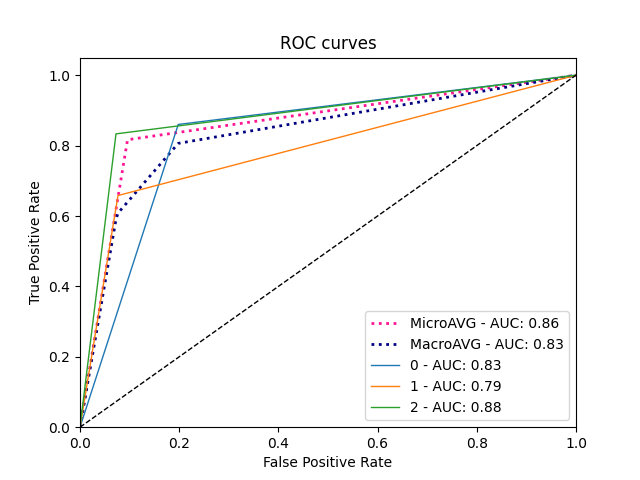 ROC curves
True Positive Rate
1.0
0.8
0.6
0.4
0.2
0.0
0.0 0.2 0.4 0.6 0.8 1.0
False Positive Rate
MicroAVG - AUC: 0.86
MacroAVG - AUC: 0.83
0 - AUC: 0.83
1 - AUC: 0.79
2 - AUC: 0.88